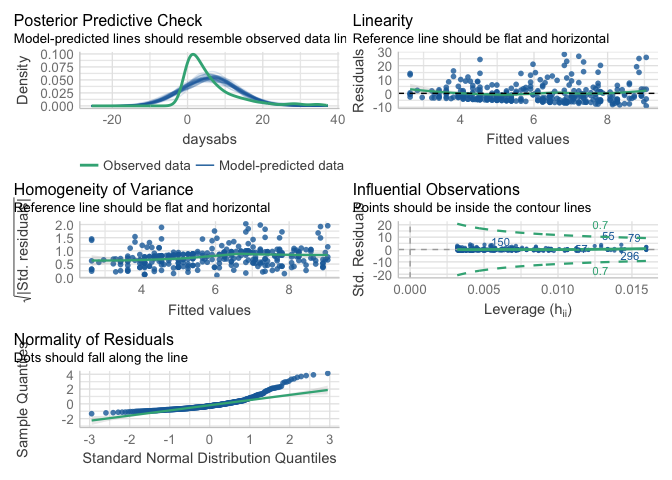 Posterior Predictive Check
Model-predicted lines should resemble observed data lin
Density
0.100
0.075
0.050
0.025
0.000
-20
0
20
40
daysabs
Observed data
Model-predicted data
Linearity
Reference line should be flat and horizontal
Residuals
30
20
10
0
-10
4
6
8
Fitted values
Homogeneity of Variance
Reference line should be flat and horizontal
√|Std. residuals|
2.0
1.5
1.0
0.5
0.0
4
6
8
Fitted values
Influential Observations
Points should be inside the contour lines
Std. Residuals
20
10
0
-10
-20
0.7
150
57
55
79
296
0.7
0.000
0.005
0.010
0.015
Leverage (hii)
Normality of Residuals
Dots should fall along the line
Sample Quantiles
4
2
0
-2
-3
-2
-1
0
1
2
3
Standard Normal Distribution Quantiles